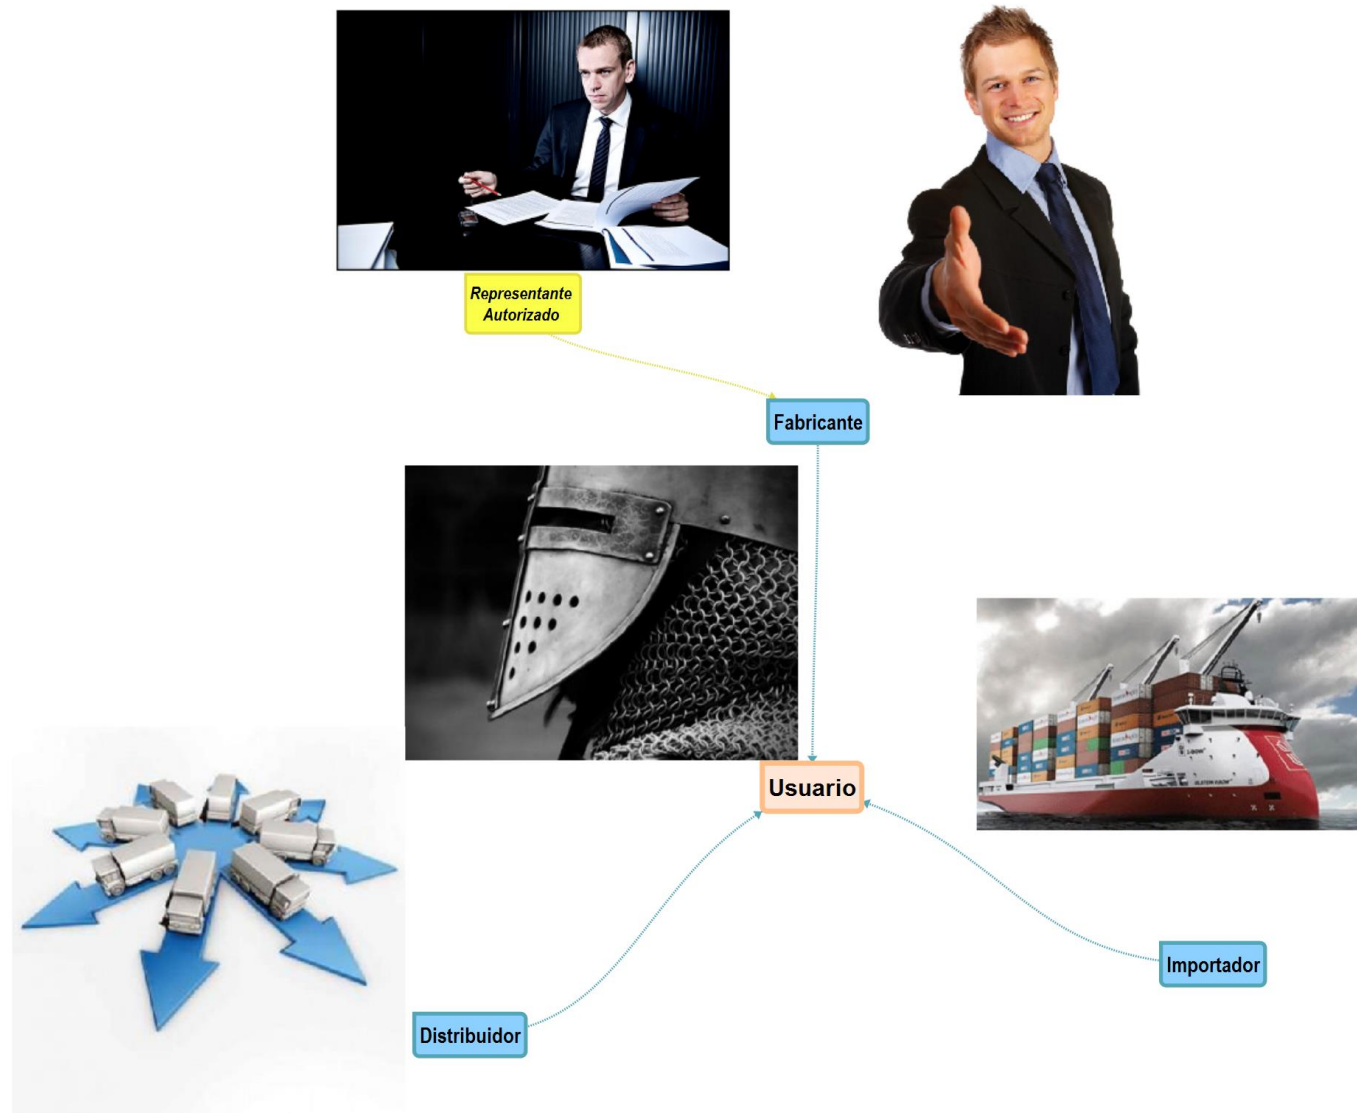 Representante
Autorizado
Fabricante
Usuario
Importador
Distribuidor